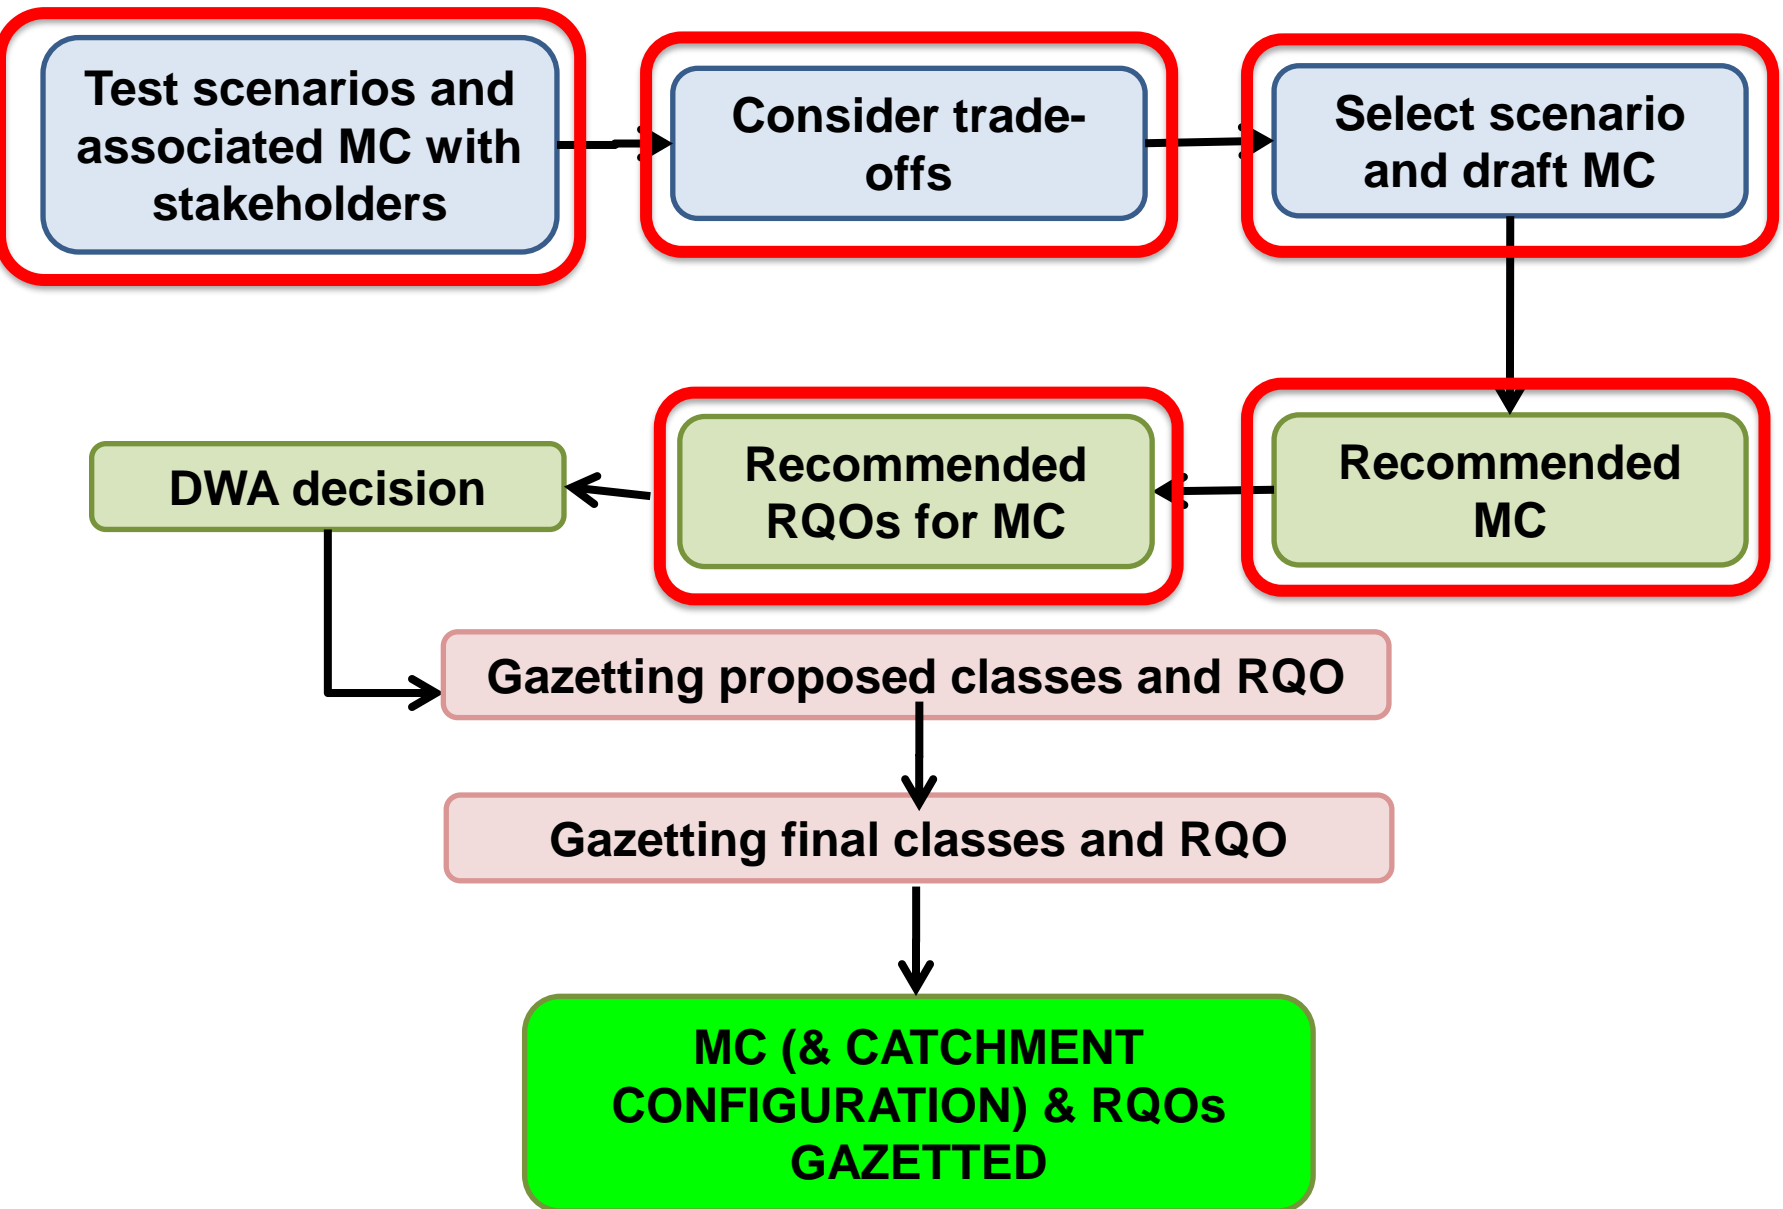 Test scenarios and
associated MC with
stakeholders
Consider trade-
offs
Select scenario
and draft MC
Recommended
MC
Recommended
RQOs for MC
DWA decision
Gazetting proposed classes and RQO
Gazetting final classes and RQO
MC (& CATCHMENT
CONFIGURATION) & RQOs
GAZETTED